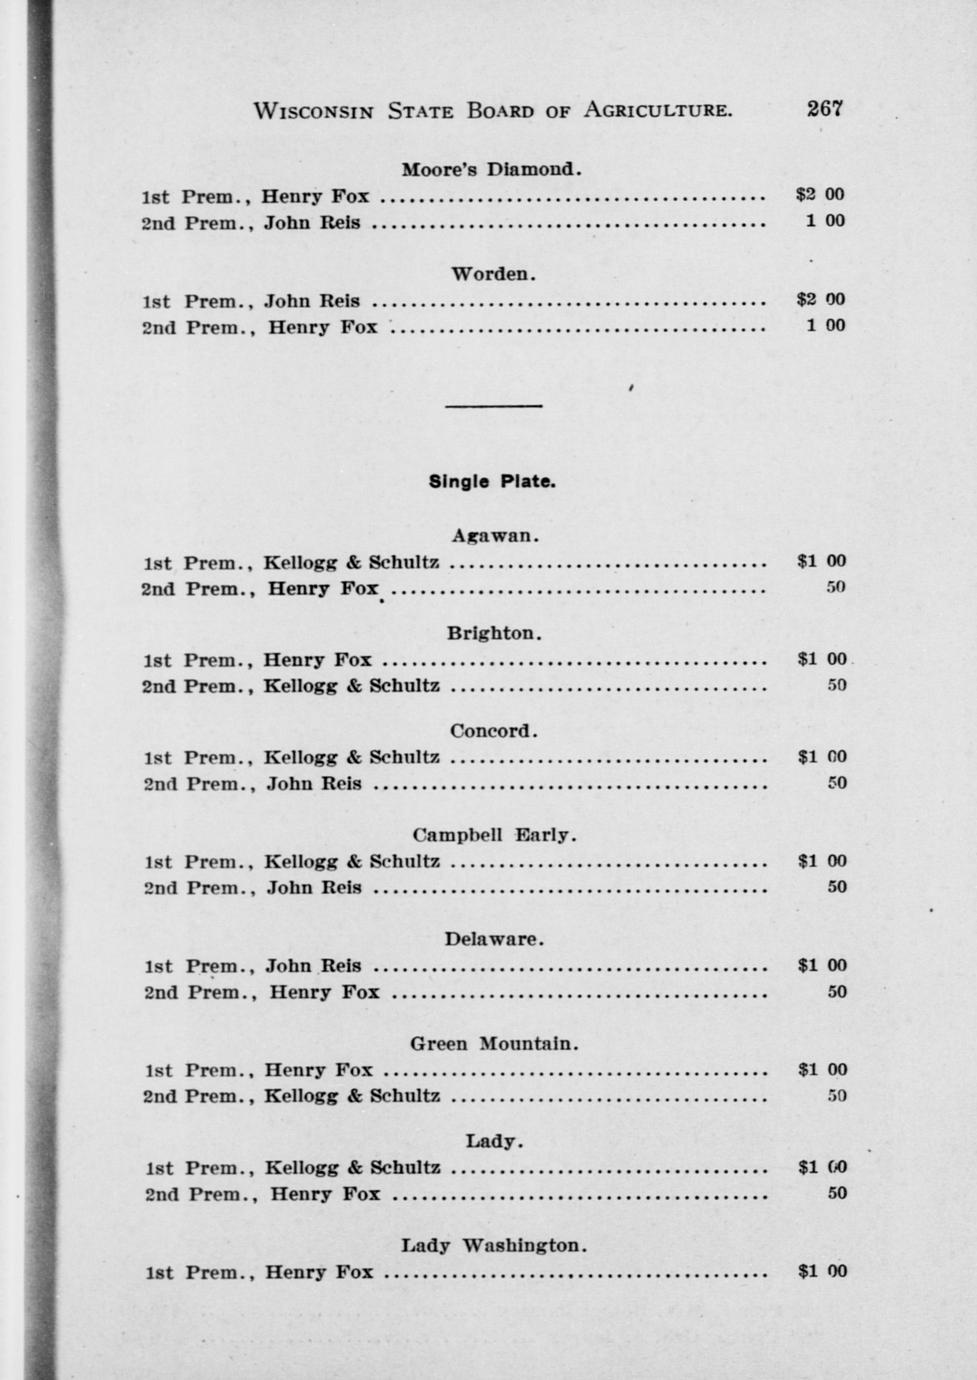 WISCONSIN STATE BOARD OF AGRICULTURE. 267
Moore's Diamond.
1st Prem., Henry Fox ........................................ $2 00
2nd Prem., John Reis ......................................... 1 00
Worden.
1st Prem., John Reis ......................................... $2 00
2nd Prem., Henry Fox ....................................... 1 00
Single Plate.
Agawan.
1st Prem., Kellogg & Schultz ................................. $1 00
2nd Prem., Henry Fox ....................................... 50
Brighton.
1st Prem., Henry Fox ........................................ $1 00
2nd Prem., Kellogg & Schultz ................................. 50
Concord.
1st Prem., Kellogg & Schultz ................................. $1 00
2nd Prem., John Reis ......................................... 50
Campbell Early.
1st Prem., Kellogg & Schultz ................................. $1 00
2nd Prem., John Reis ......................................... 50
Delaware.
1st Prem., John Reis ......................................... $1 00
2nd Prem., Henry Fox ....................................... 50
Green Mountain.
1st Prem., Henry Fox ........................................ $1 00
2nd Prem., Kellogg & Schultz ................................. 50
Lady.
1st Prem., Kellogg & Schultz ................................. $1 00
2nd Prem., Henry Fox ....................................... 50
Lady Washington.
1st Prem., Henry Fox ........................................ $1 00